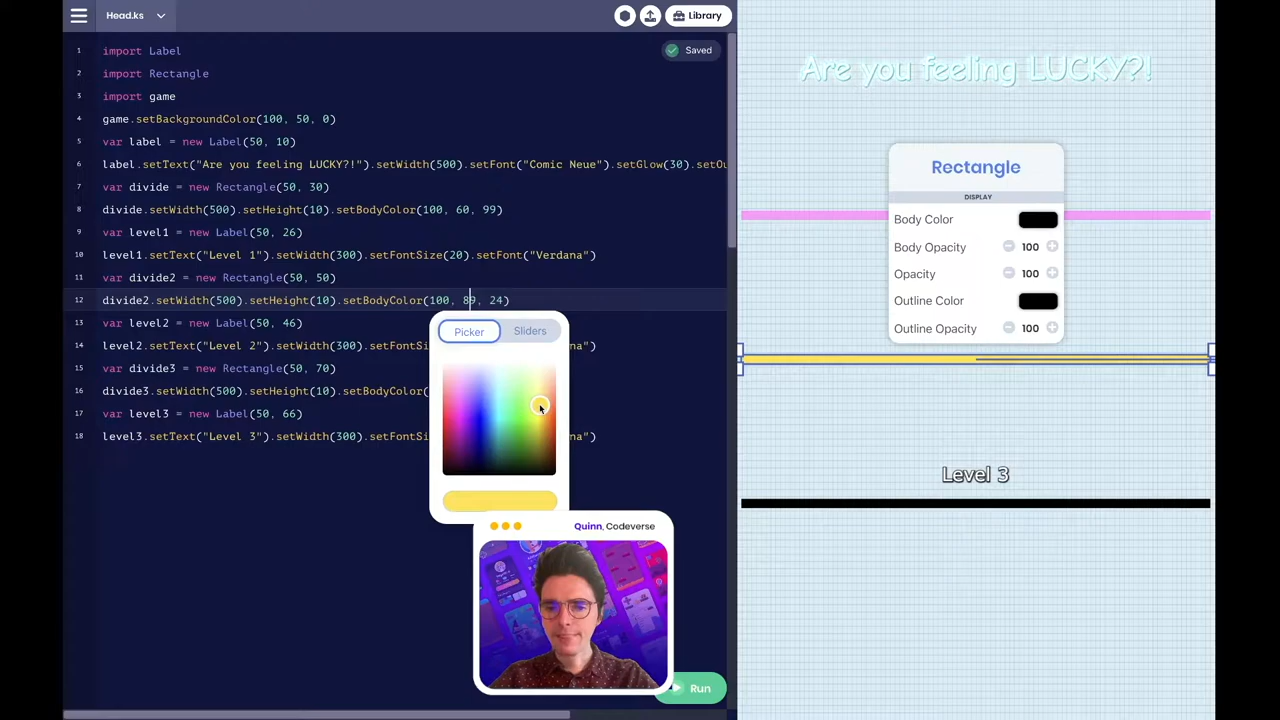 Head.ks
Library
Saved
1 import Label
2 import Rectangle
3 import game
4 game.setBackgroundColor(100, 50, 0)
5 var label = new Label(50, 10)
6 label.setText("Are you feeling LUCKY?!").setWidth(500).setFont("Comic Neue").setGlow(30).setOu
7 var divide = new Rectangle(50, 30)
8 divide.setWidth(500).setHeight(10).setBodyColor(100, 60, 99)
9 var level1 = new Label(50, 26)
10 level1.setText("Level 1").setWidth(300).setFontSize(20).setFont("Verdana")
11 var divide2 = new Rectangle(50, 50)
12 divide2.setWidth(500).setHeight(10).setBodyColor(100, 89, 24)
13 var level2 = new Label(50, 46)
14 level2.setText("Level 2").setWidth(300).setFontSi na")
15 var divide3 = new Rectangle(50, 70)
16 divide3.setWidth(500).setHeight(10).setBodyColor(
17 var level3 = new Label(50, 66)
18 level3.setText("Level 3").setWidth(300).setFontSi na")
Picker Sliders
Quinn, Codeverse
Run
Are you feeling LUCKY?!
Rectangle
DISPLAY
Body Color
Body Opacity 100
Opacity 100
Outline Color
Outline Opacity 100
Level 3